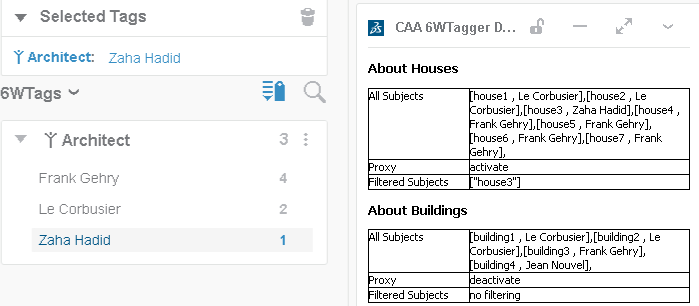 Selected Tags
Architect: Zaha Hadid
6WTags
Architect 3
Frank Gehry 4
Le Corbusier 2
Zaha Hadid 1
CAA 6WTagger D...
About Houses
All Subjects [house1 , Le Corbusier],[house2 , Le
Corbusier],[house3 , Zaha Hadid],[house4 ,
Frank Gehry],[house5 , Frank Gehry],
[house6 , Frank Gehry],[house7 , Frank
Gehry],
Proxy activate
Filtered Subjects ["house3"]
About Buildings
All Subjects [building1 , Le Corbusier],[building2 , Le
Corbusier],[building3 , Frank Gehry],
[building4 , Jean Nouvel],
Proxy deactivate
Filtered Subjects no filtering